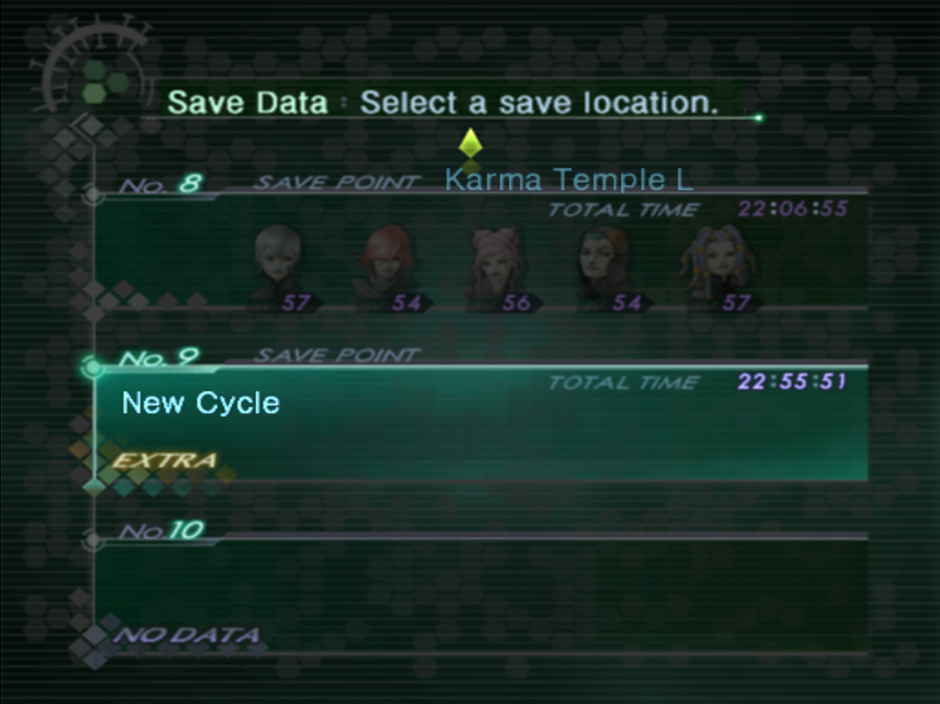 Save Data : Select a save location.
No. 8 SAVE POINT Karma Temple L
TOTAL TIME 22:06:55
57 54 56 54 57
No. 9 SAVE POINT
TOTAL TIME 22:55:51
New Cycle
EXTRA
No. 10
NO DATA